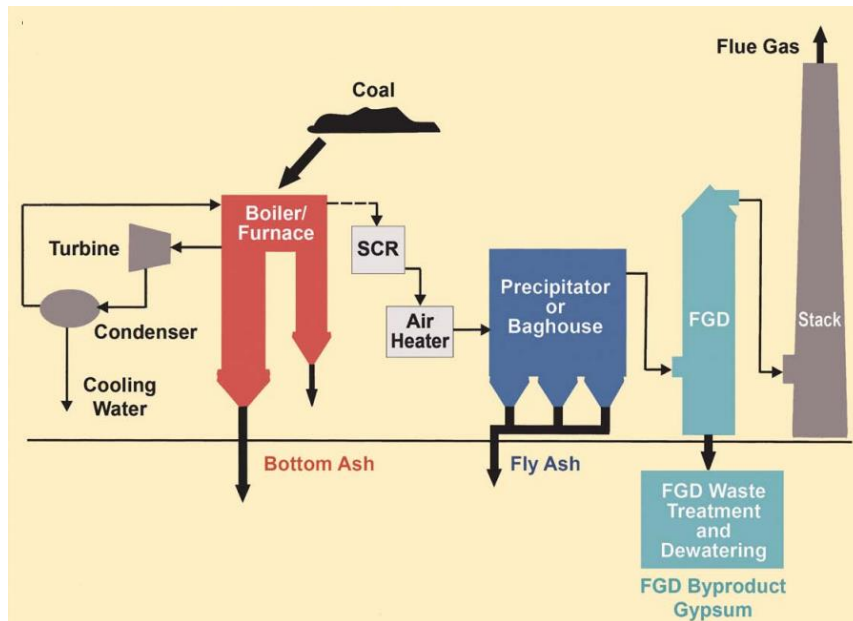 Flue Gas
Coal
Boiler/
Furnace
Turbine
SCR
Condenser
Air
Heater
Precipitator
or
Baghouse
FGD
Stack
Cooling
Water
Bottom Ash
Fly Ash
FGD Waste
Treatment
and
Dewatering
FGD Byproduct
Gypsum